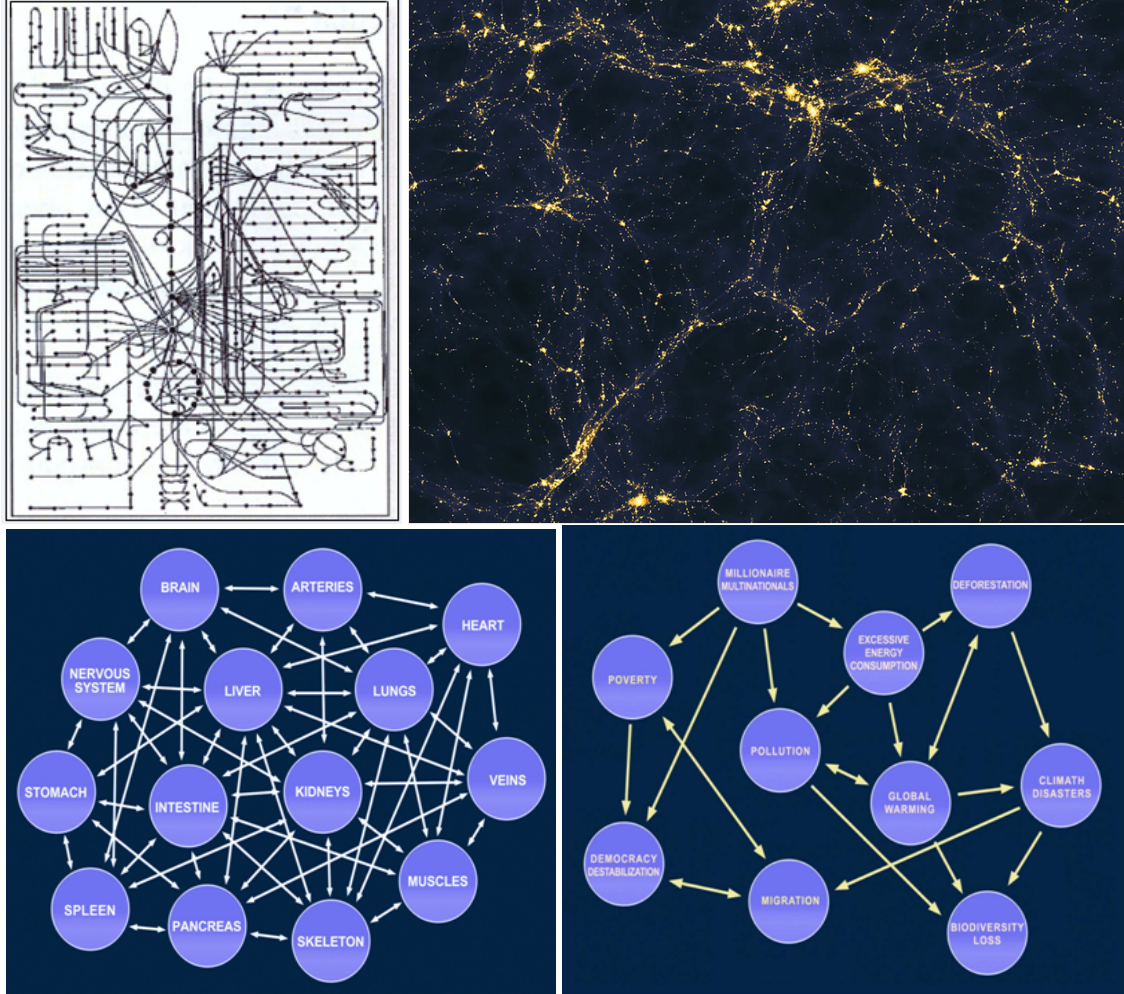 BRAIN
ARTERIES
HEART
NERVOUS
SYSTEM
LIVER
LUNGS
STOMACH
INTESTINE
KIDNEYS
VEINS
SPLEEN
PANCREAS
SKELETON
MUSCLES
MILLIONAIRE
MULTINATIONALS
DEFORESTATION
EXCESSIVE
ENERGY
CONSUMPTION
POVERTY
POLLUTION
GLOBAL
WARMING
CLIMATH
DISASTERS
DEMOCRACY
DESTABILIZATION
MIGRATION
BIODIVERSITY
LOSS